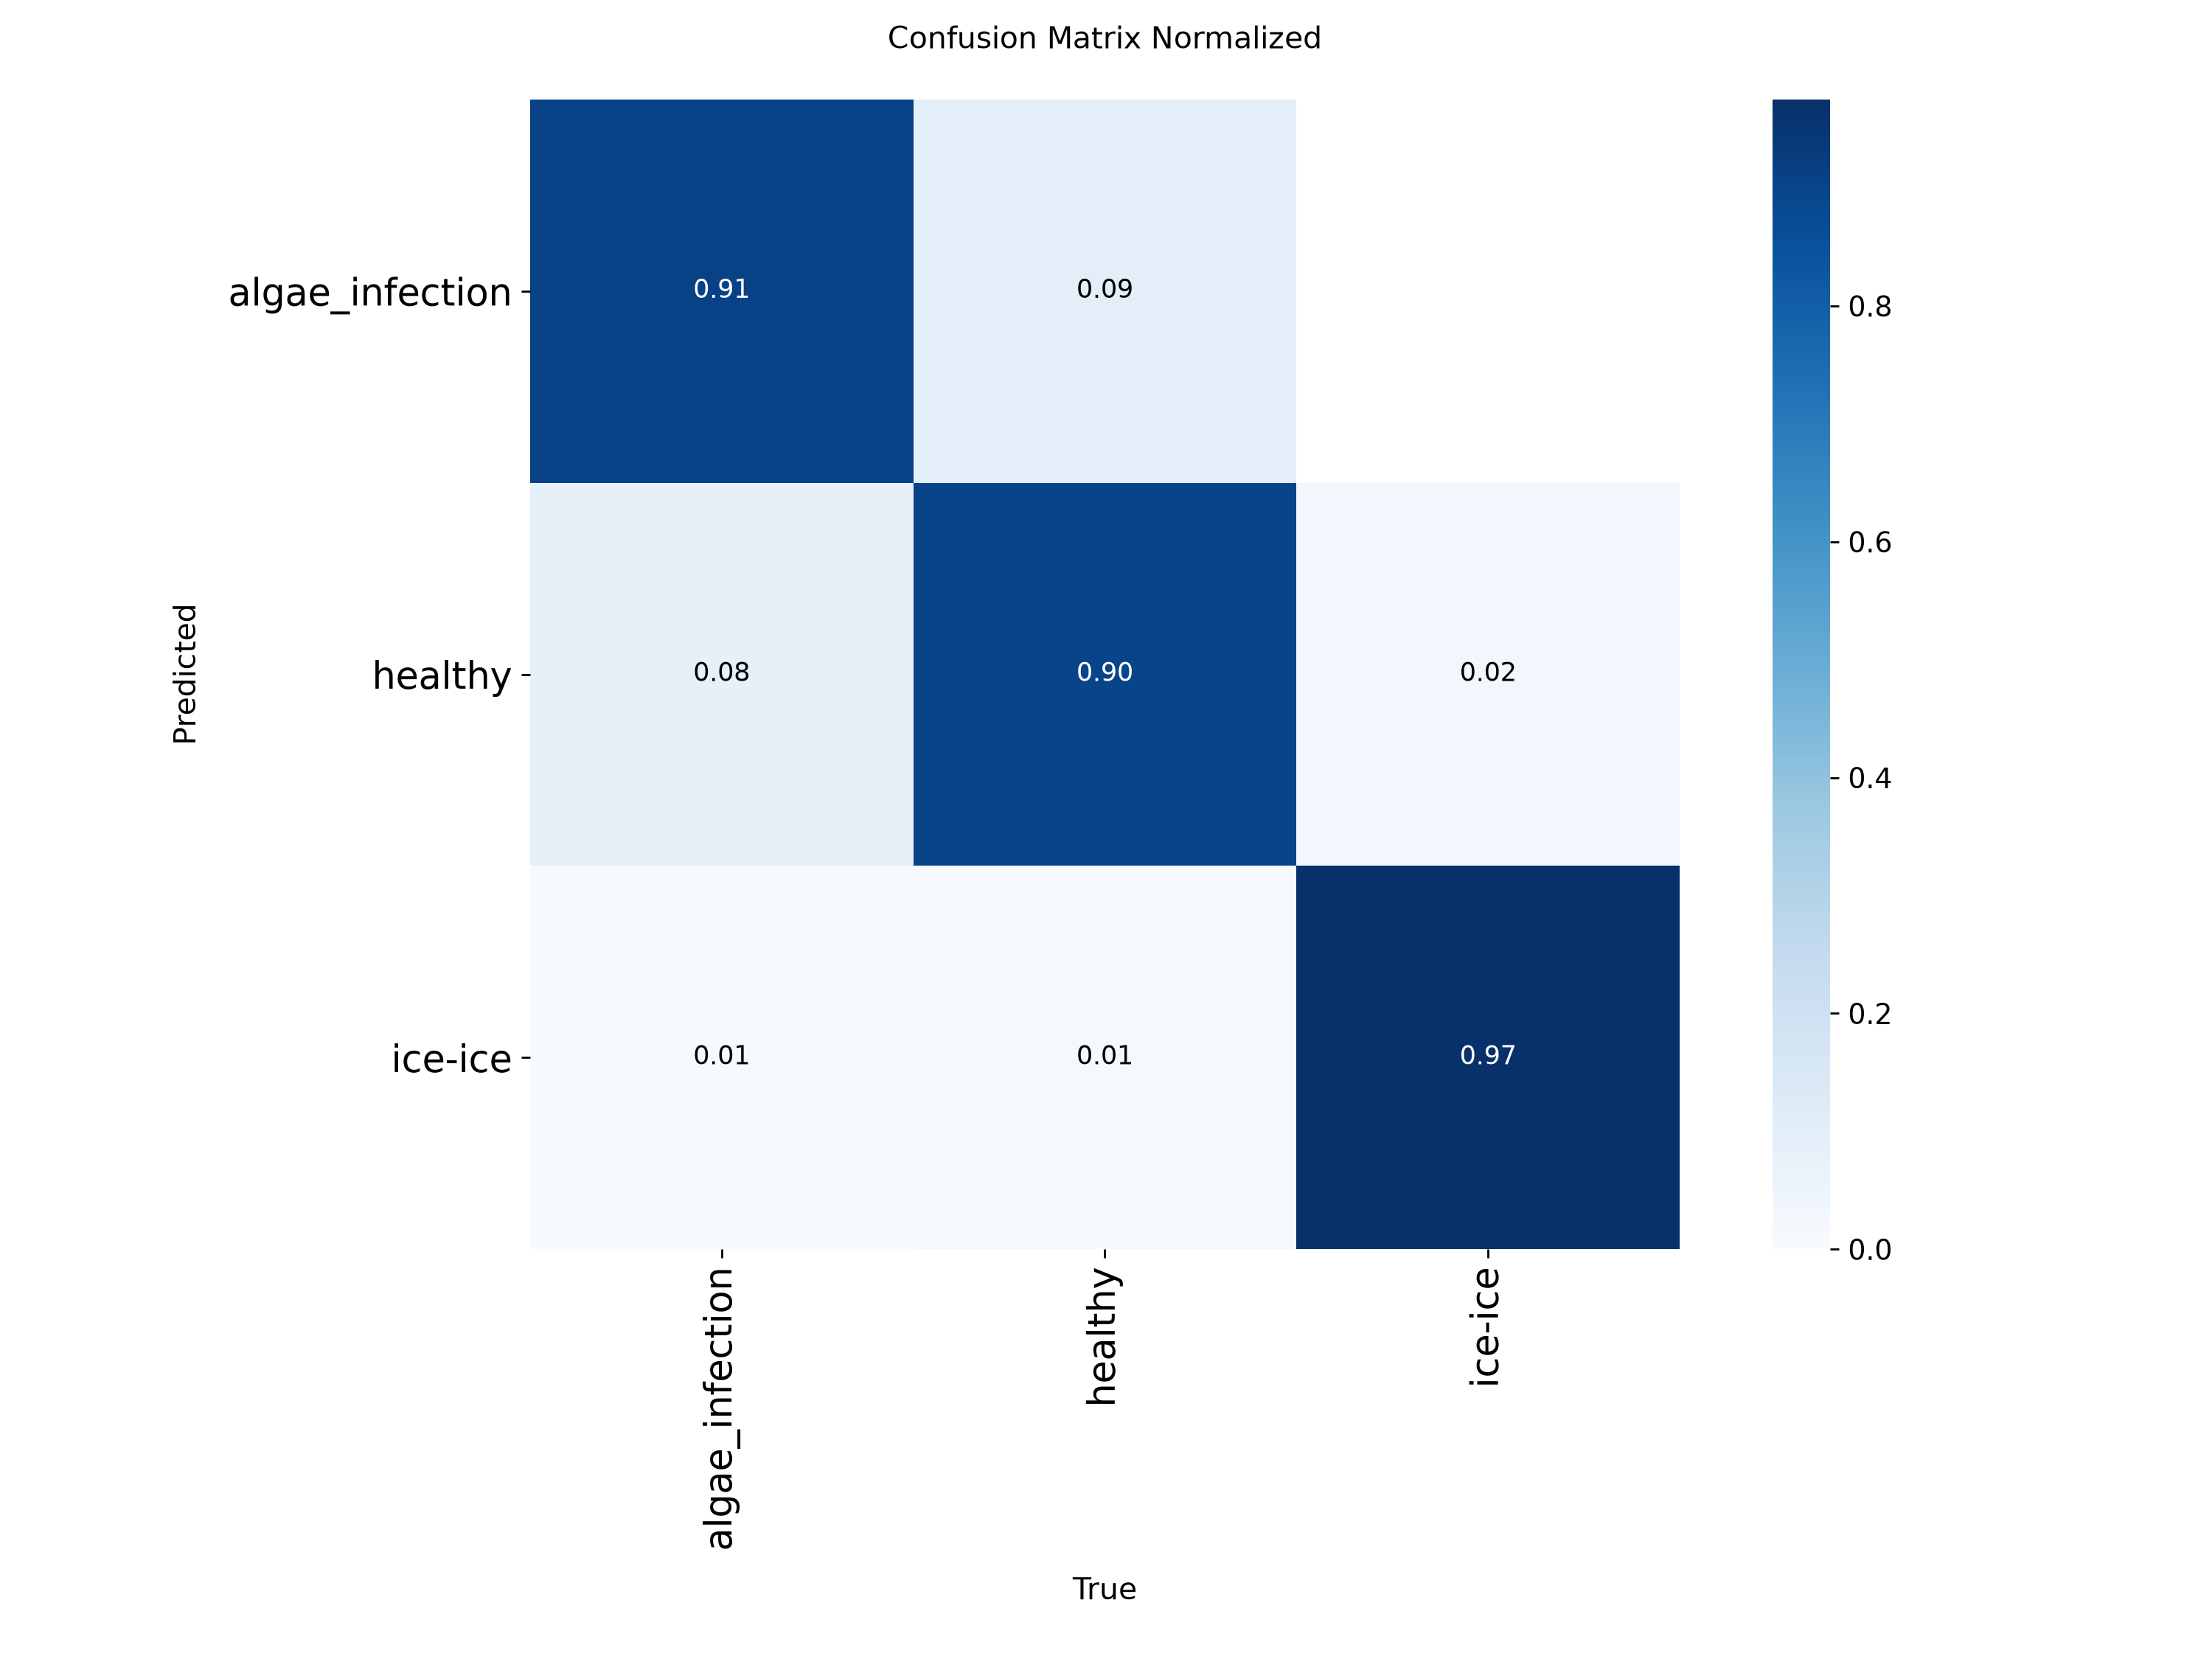 Confusion Matrix Normalized
Predicted
algae_infection
0.91
0.09
healthy
0.08
0.90
0.02
ice-ice
0.01
0.01
0.97
algae_infection
healthy
ice-ice
True
0.8
0.6
0.4
0.2
0.0